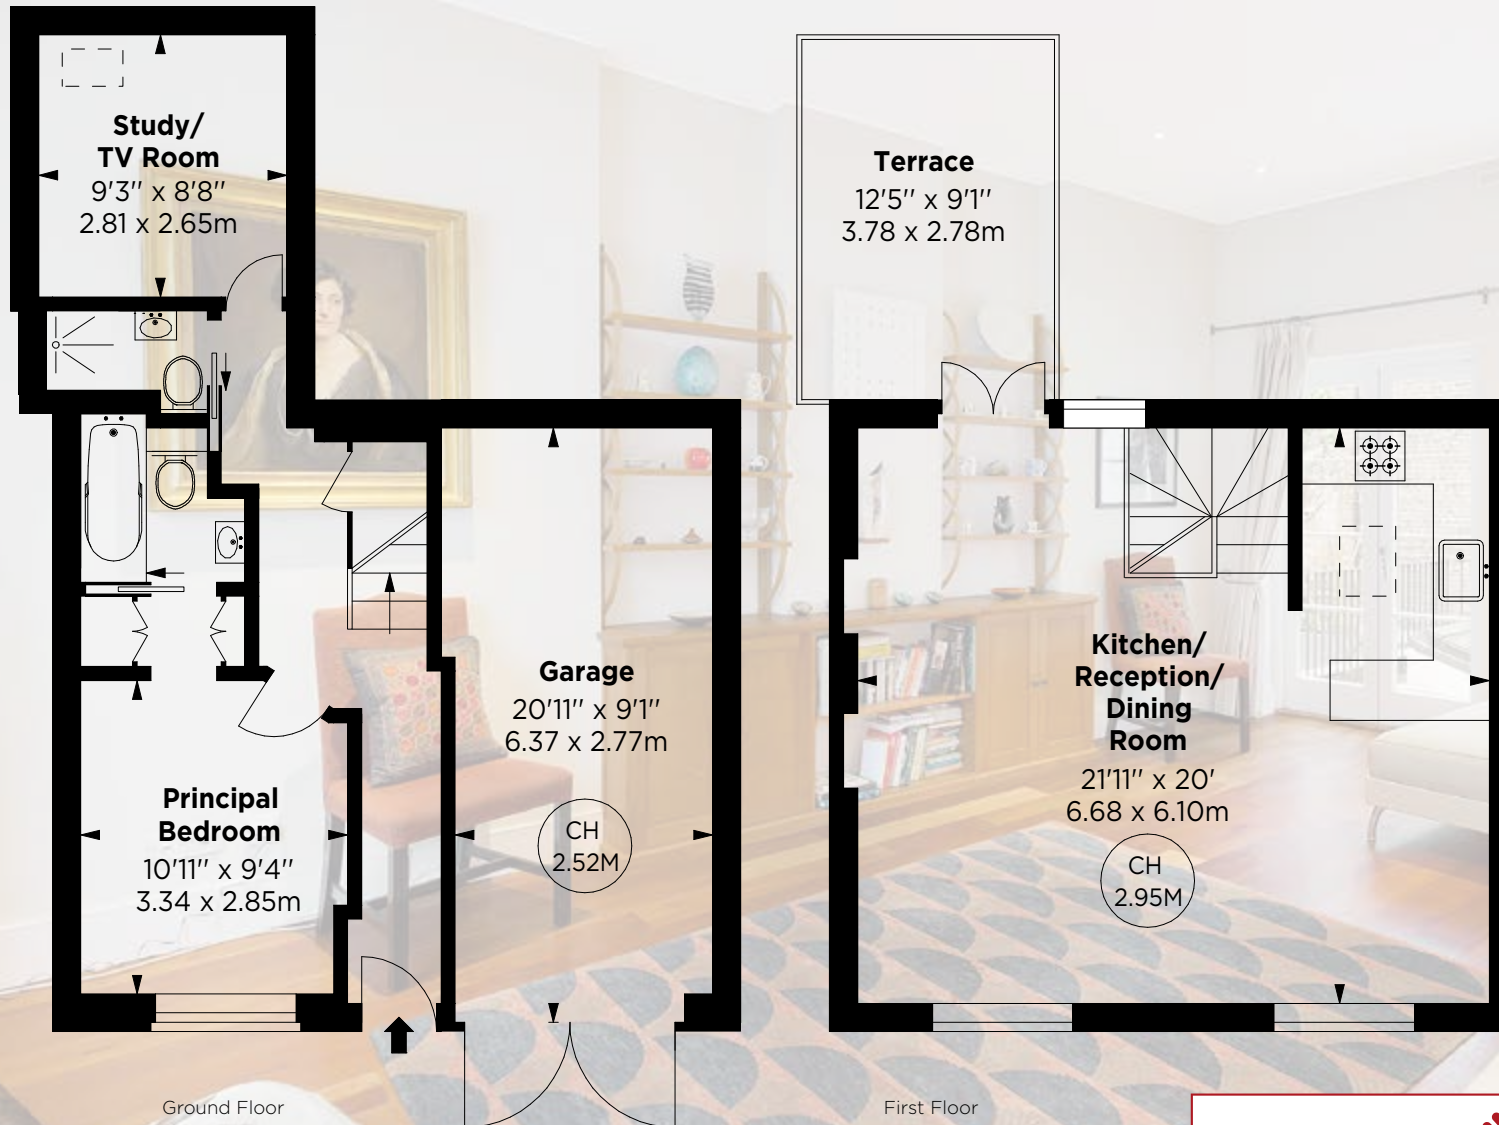 Study/
TV Room
9'3'' x 8'8''
2.81 x 2.65m
Terrace
12'5'' x 9'1''
3.78 x 2.78m
Garage
20'11'' x 9'1''
6.37 x 2.77m
CH
2.52M
Kitchen/
Reception/
Dining
Room
21'11'' x 20'
6.68 x 6.10m
CH
2.95M
Principal
Bedroom
10'11'' x 9'4''
3.34 x 2.85m
Ground Floor
First Floor